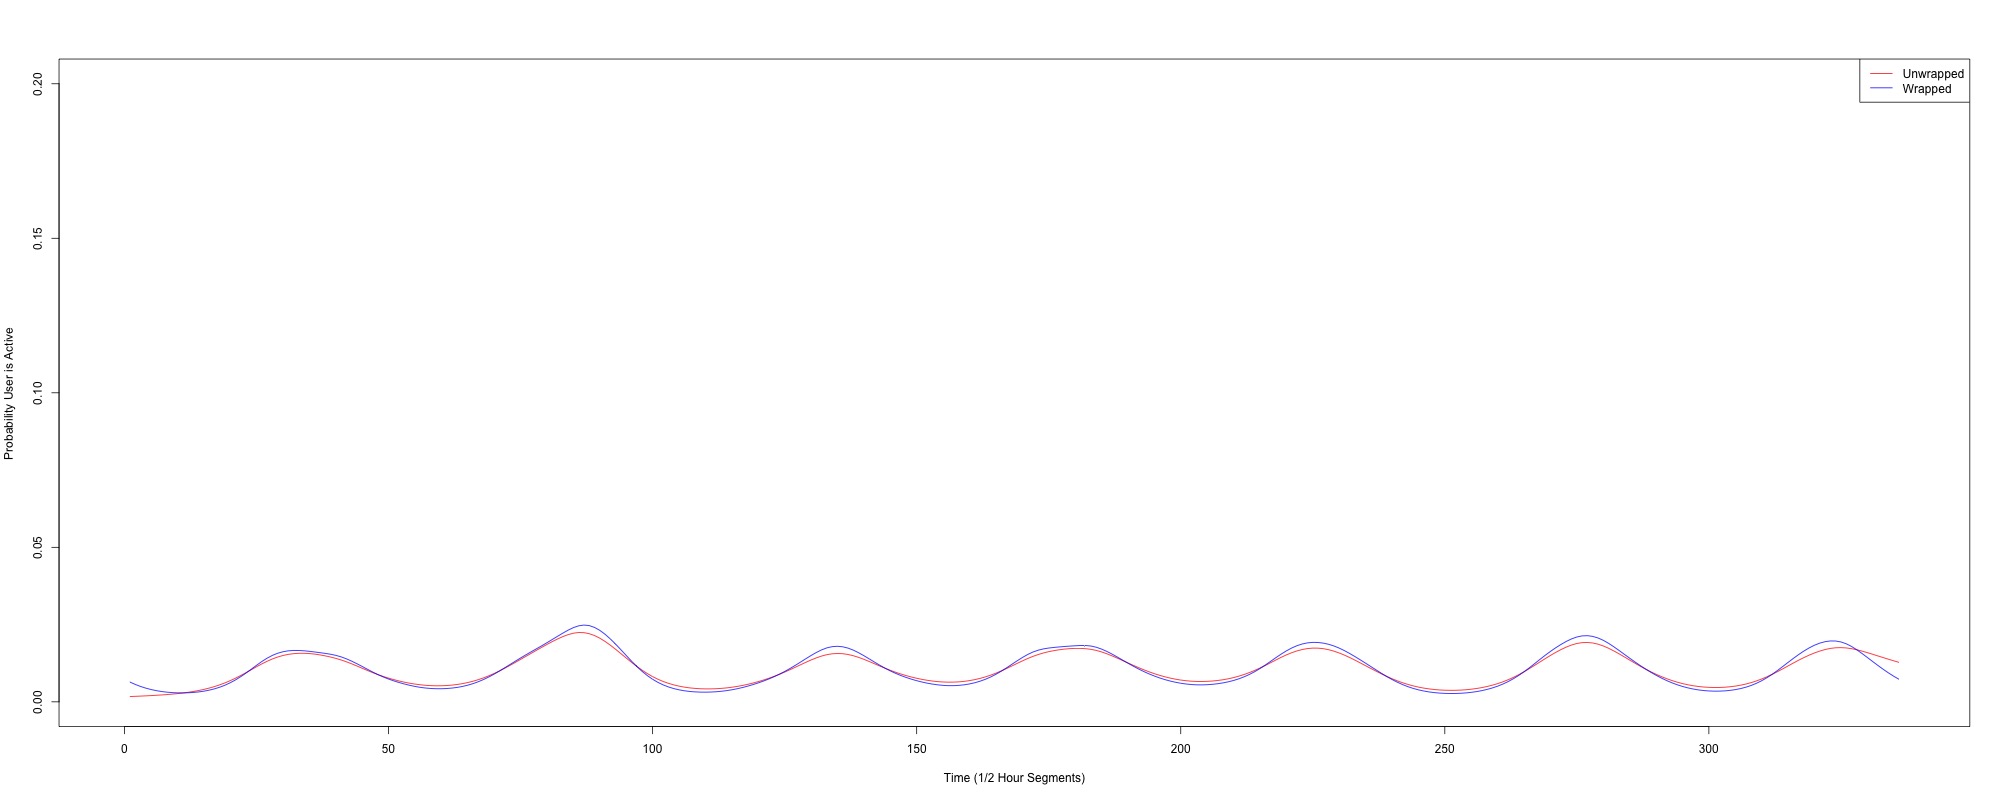 Unwrapped
Wrapped
0.20
0.15
0.10
0.05
0.00
Probability User is Active
0 50 100 150 200 250 300
Time (1/2 Hour Segments)